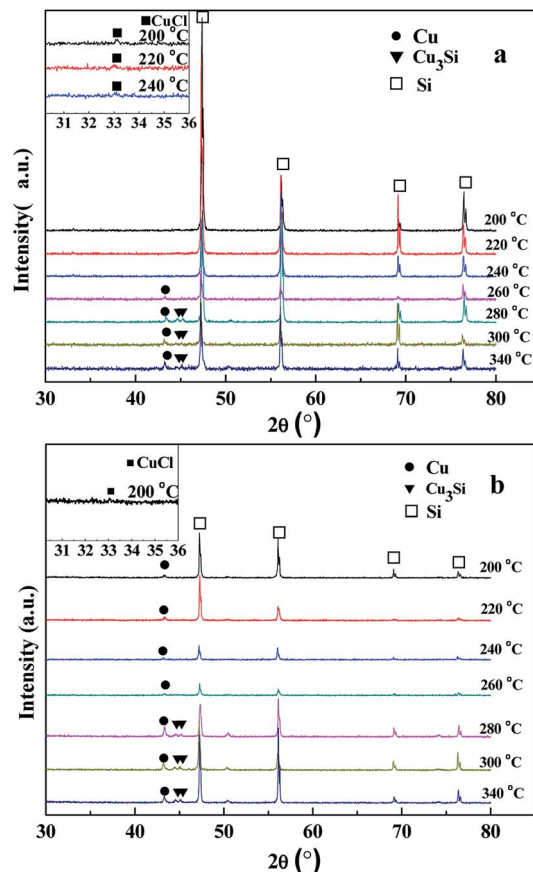 ■CuCl
200 °C
220 °C
240 °C
31 32 33 34 35 36
Si
● Cu
▼ Cu3Si
□ Si
a
Intensity( a.u.)
200 °C
220 °C
240 °C
260 °C
280 °C
300 °C
340 °C
30 40 50 60 70 80
2θ (°)
■ CuCl
200 °C
31 32 33 34 35 36
● Cu
▼ Cu3Si
□ Si
b
Intensity (a.u.)
200 °C
220 °C
240 °C
260 °C
280 °C
300 °C
340 °C
30 40 50 60 70 80
2θ (°)